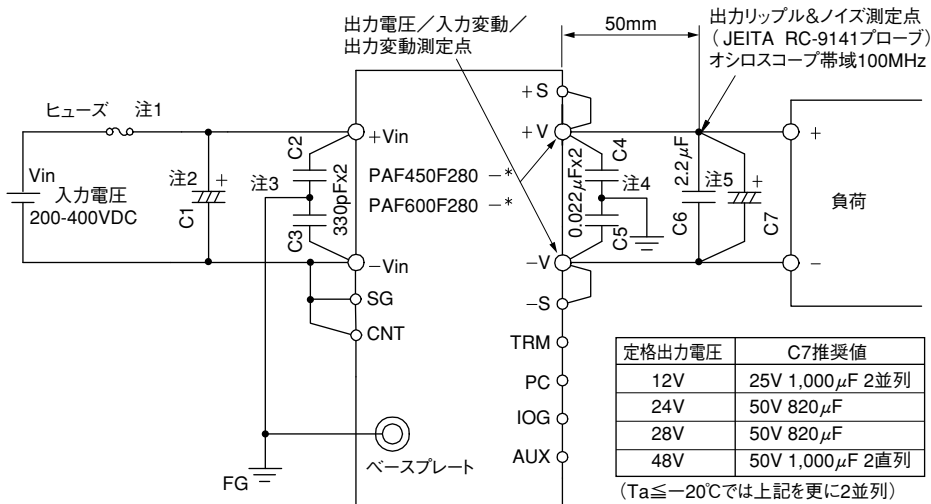 出力電圧／入力変動／
出力変動測定点
50mm
出力リップル＆ノイズ測定点
（JEITA RC-9141プローブ）
オシロスコープ帯域100MHz
ヒューズ 注1
Vin
入力電圧
200-400VDC
注2
+
C1
注3
C2
330pFx2
C3
+Vin
-Vin
SG
CNT
PAF450F280 -*
PAF600F280 -*
+S
+V
-V
-S
TRM
PC
IOG
AUX
0.022μFx2
C4
注4
C5
2.2μF
C6
注5
+
C7
+
-
負荷
FG
ベースプレート
定格出力電圧 C7推奨値
12V 25V 1,000μF 2並列
24V 50V 820μF
28V 50V 820μF
48V 50V 1,000μF 2直列
（Ta≦－20℃では上記を更に2並列）